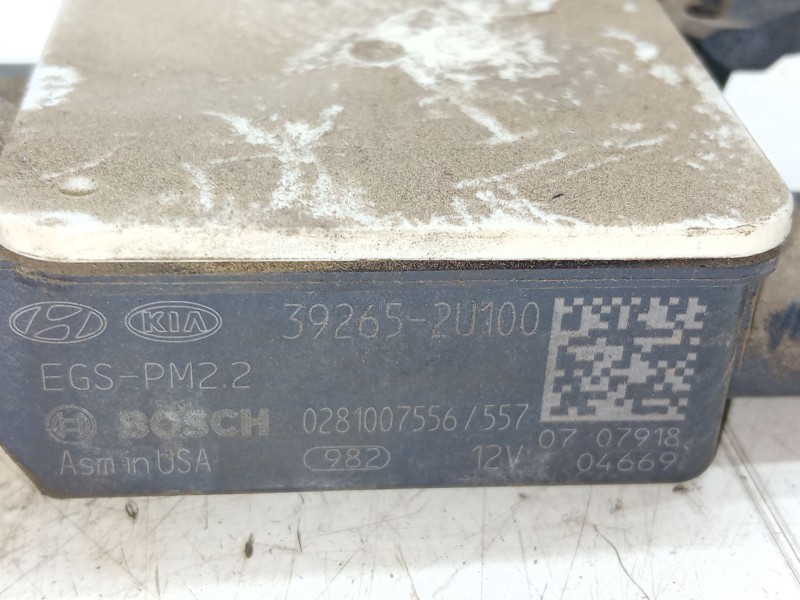 KIA 39265-2U100
EGS-PM2.2
BOSCH 0281007556/557
07 07918
Asm in USA 982 12V 04669